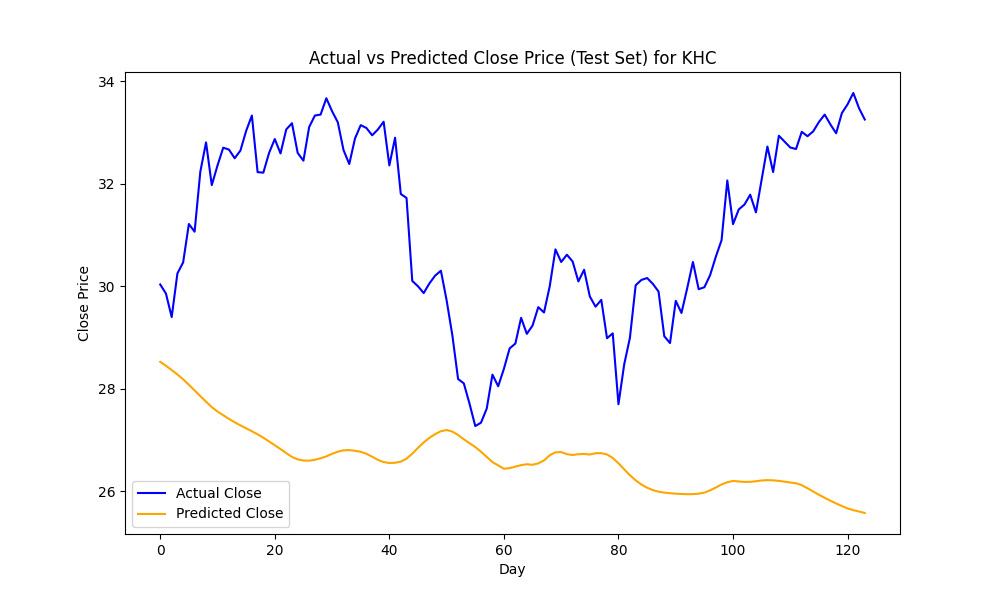 Actual vs Predicted Close Price (Test Set) for KHC
34
32
30
28
26
Close Price
Actual Close
Predicted Close
0 20 40 60 80 100 120
Day